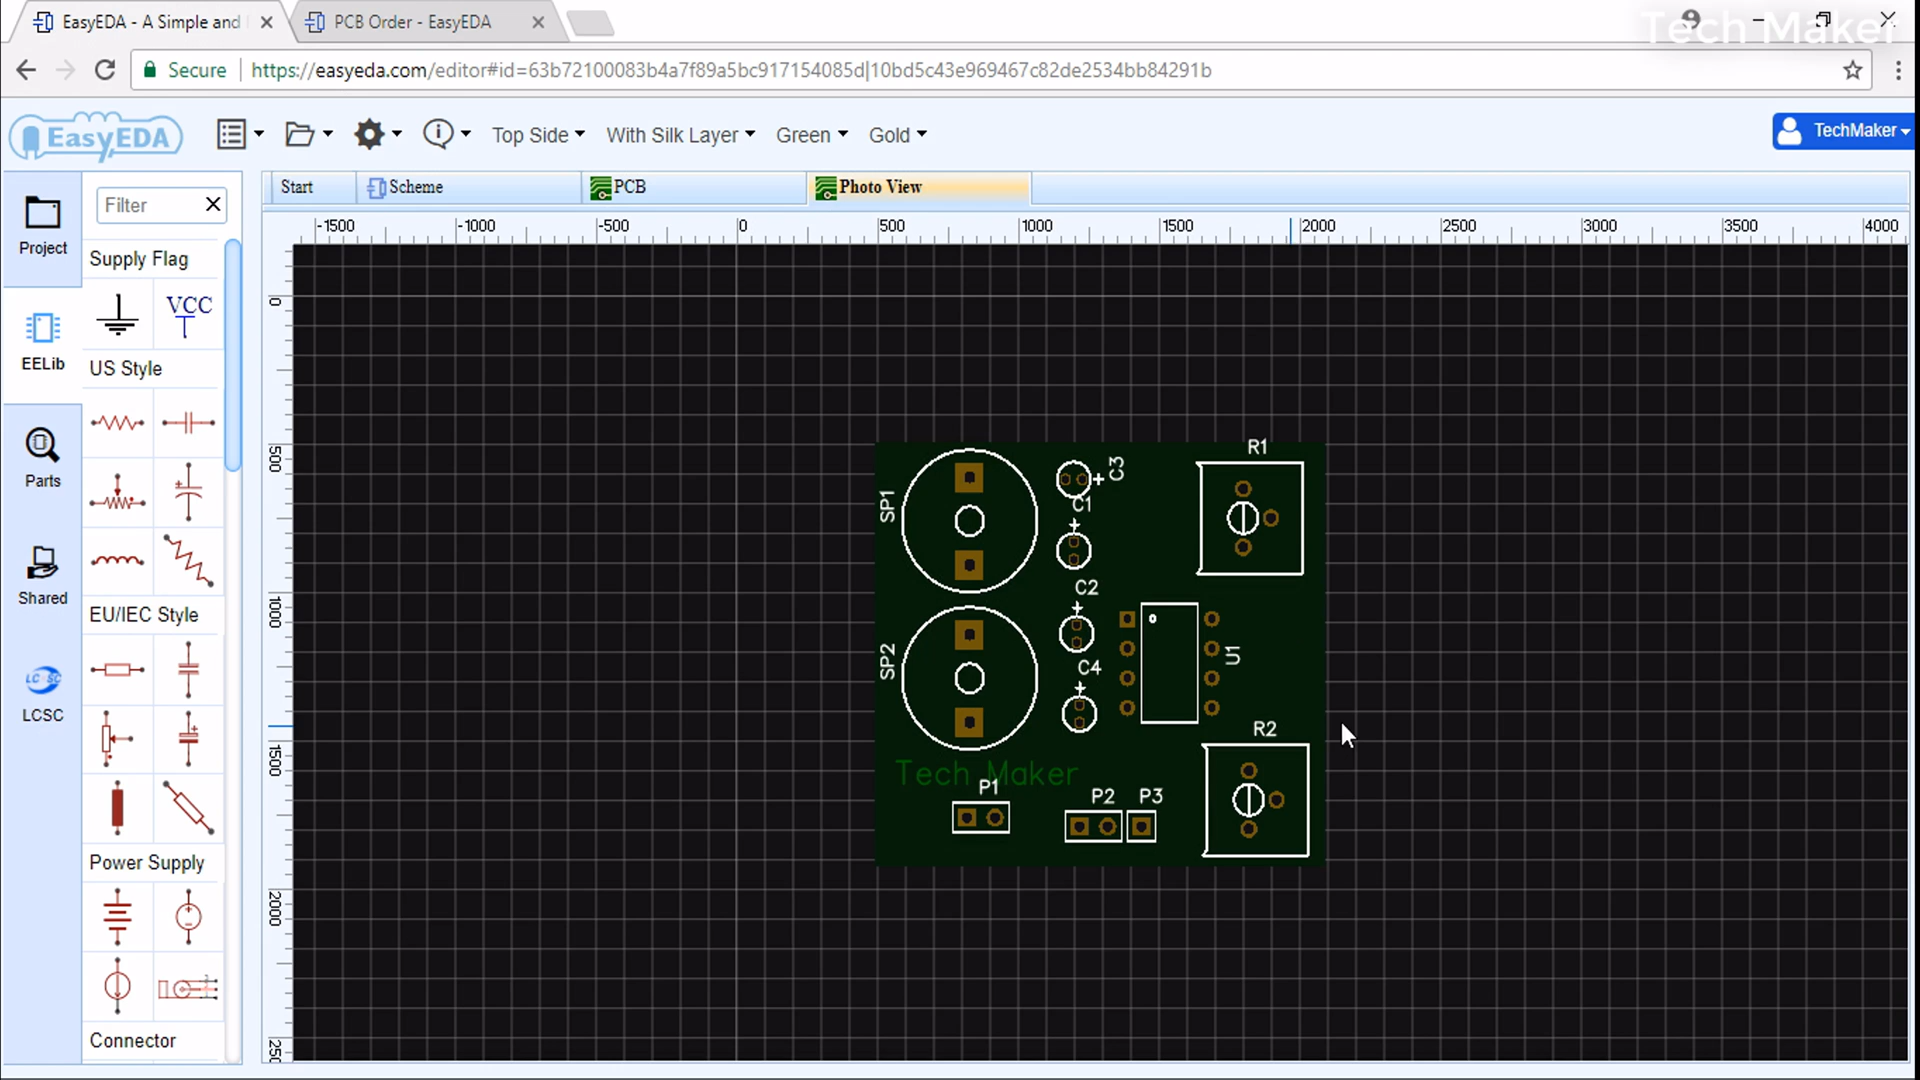 EasyEDA - A Simple and
PCB Order - EasyEDA
Tech Maker
Secure
https://easyeda.com/editor#id=63b72100083b4a7f89a5bc917154085d|10bd5c43e969467c82de2534bb84291b
EasyEDA
Top Side
With Silk Layer
Green
Gold
TechMaker
Start
Scheme
PCB
Photo View
Project
EELib
Parts
Shared
LCSC
LCSC
Filter
Supply Flag
VCC
US Style
EU/IEC Style
Power Supply
Connector
-1500 -1000 -500 0 500 1000 1500 2000 2500 3000 3500 4000
0
500
1000
1500
2000
250
R1
C3
SP1
C1
C2
SP2
U1
C4
R2
Tech Maker
P1
P2
P3